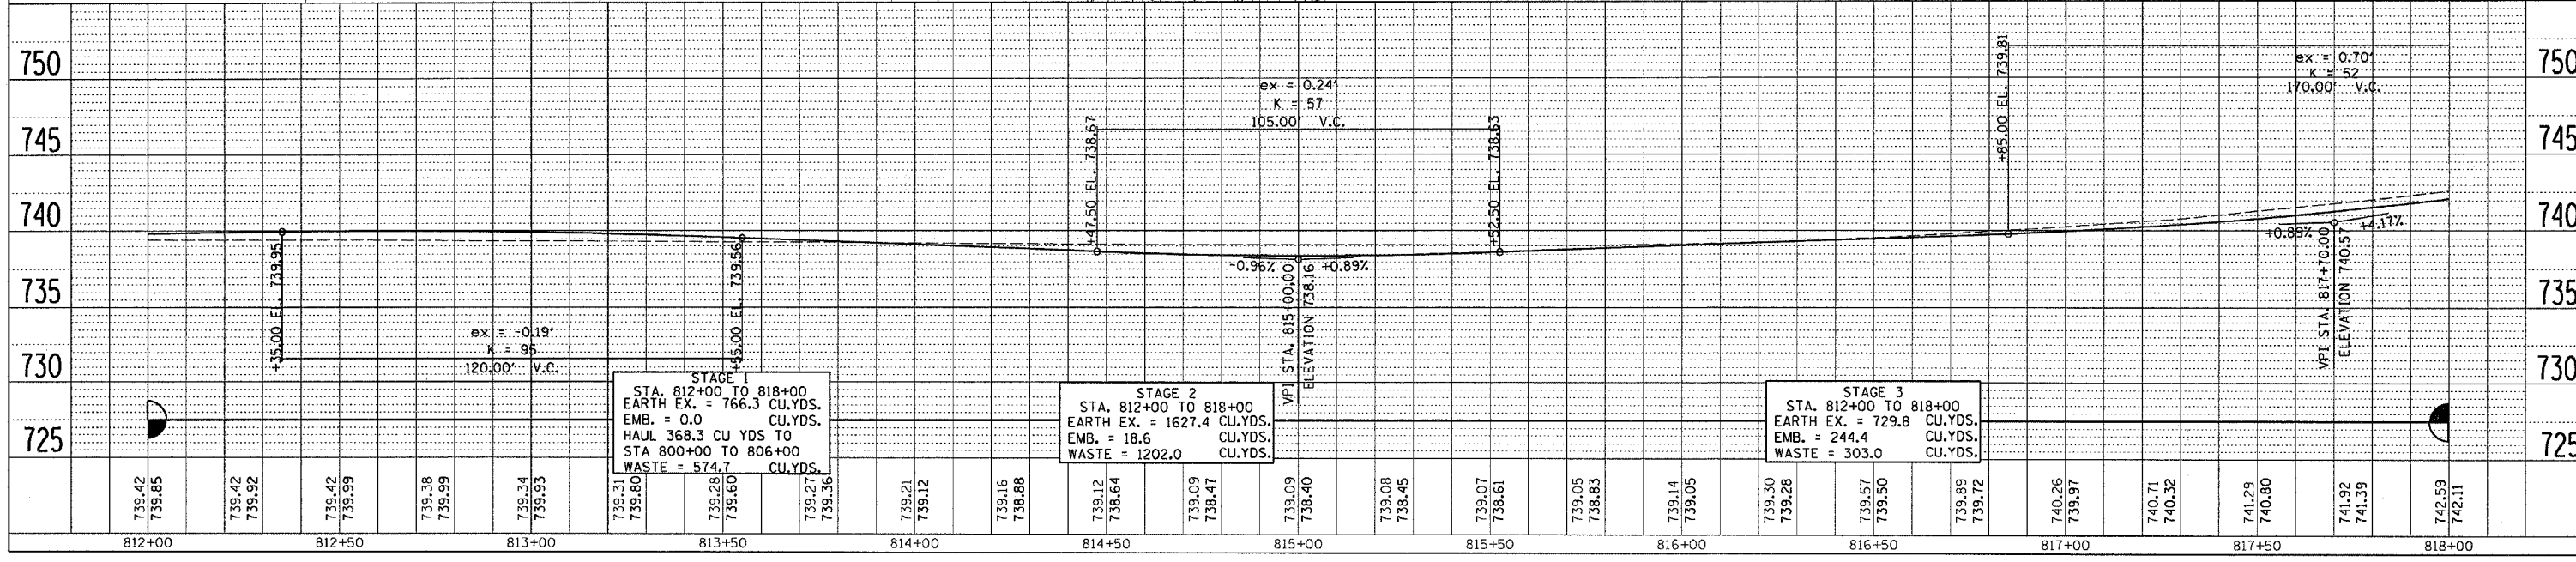 750
745
740
735
730
725
+35.00 EL. 739.95
ex = -0.19'
K = 95
120.00' V.C.
+55.00 EL. 739.56
+47.50 EL. 738.67
ex = 0.24'
K = 57
105.00' V.C.
+52.50 EL. 738.63
-0.96%
+0.89%
VPI STA. 815+00.00
ELEVATION 738.16
+85.00 EL. 739.81
ex = 0.70'
K = 52
170.00' V.C.
+0.89%
+4.17%
VPI STA. 817+70.00
ELEVATION 740.57
750
745
740
735
730
725
STAGE 1
STA. 812+00 TO 818+00
EARTH EX. = 766.3 CU.YDS.
EMB. = 0.0 CU.YDS.
HAUL 368.3 CU YDS TO
STA 800+00 TO 806+00
WASTE = 574.7 CU.YDS.
STAGE 2
STA. 812+00 TO 818+00
EARTH EX. = 1627.4 CU.YDS.
EMB. = 18.6 CU.YDS.
WASTE = 1202.0 CU.YDS.
STAGE 3
STA. 812+00 TO 818+00
EARTH EX. = 729.8 CU.YDS.
EMB. = 244.4 CU.YDS.
WASTE = 303.0 CU.YDS.
739.42
739.85
739.42
739.92
739.42
739.99
739.38
739.99
739.34
739.93
739.31
739.80
739.28
739.60
739.27
739.36
739.21
739.12
739.16
738.88
739.12
738.64
739.09
738.47
739.09
738.40
739.08
738.45
739.07
738.61
739.05
738.83
739.14
739.05
739.30
739.28
739.57
739.50
739.89
739.72
740.26
739.97
740.71
740.32
741.29
740.80
741.92
741.39
742.59
742.11
812+00 812+50 813+00 813+50 814+00 814+50 815+00 815+50 816+00 816+50 817+00 817+50 818+00